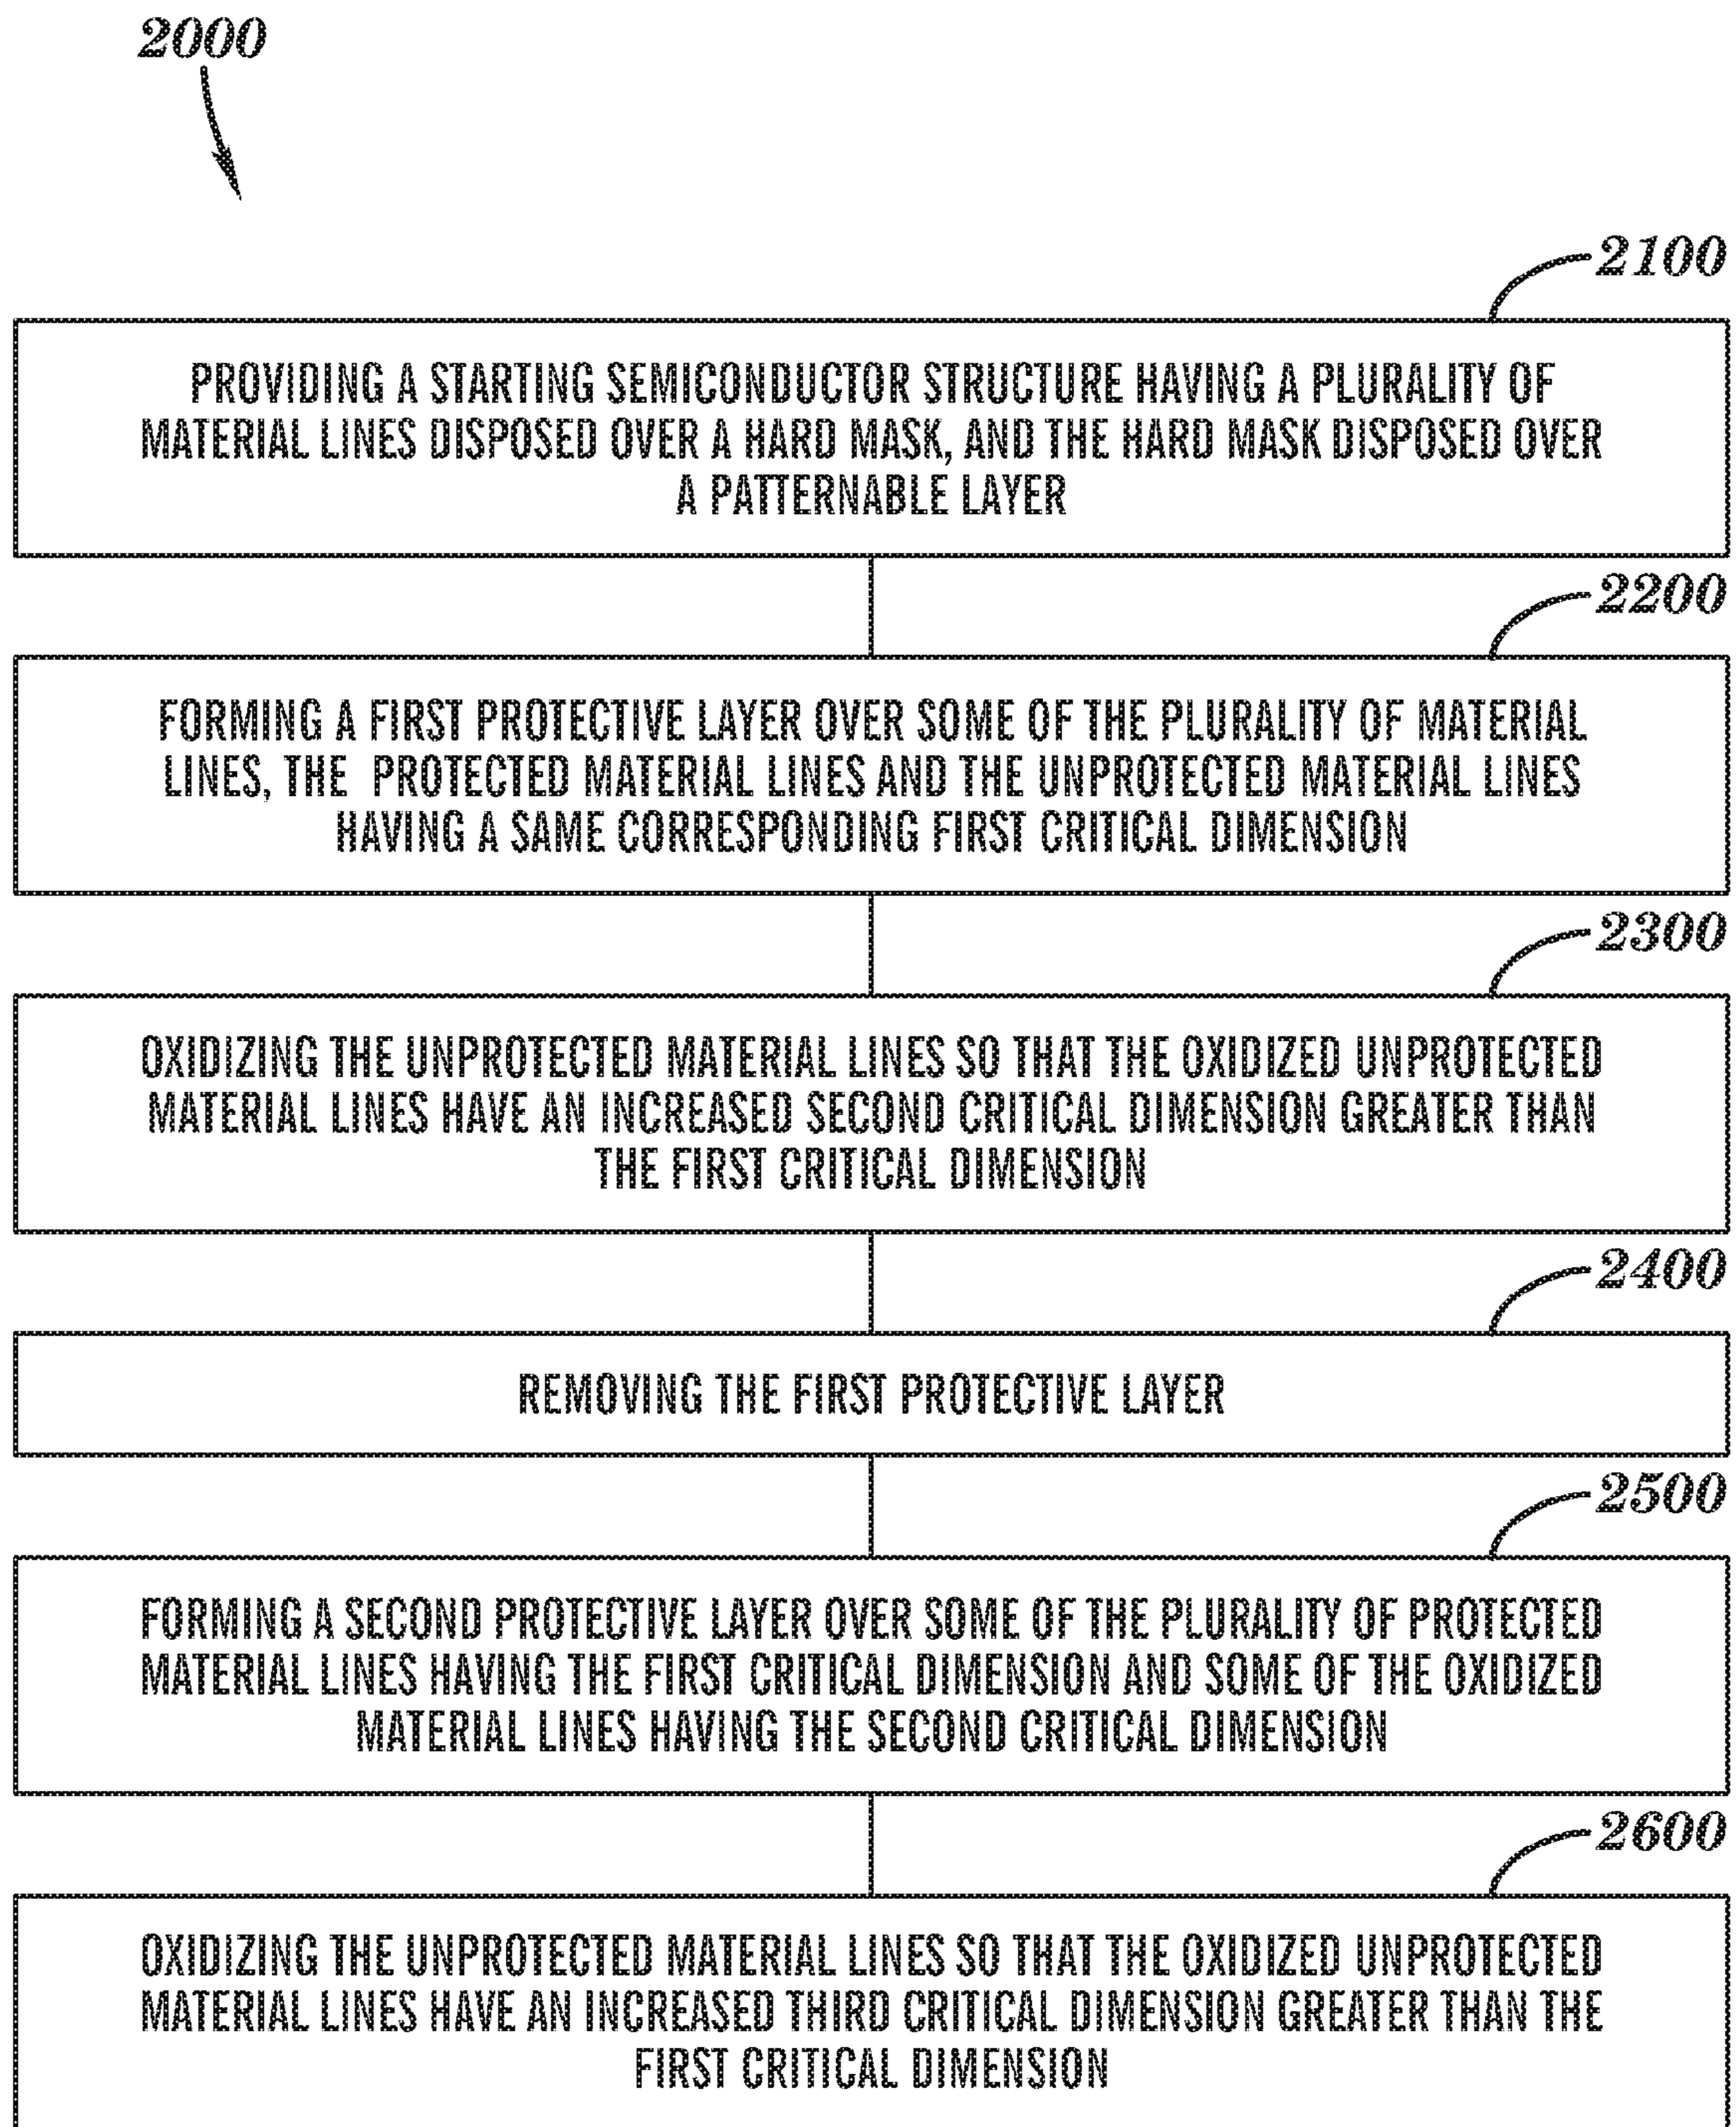 2000
2100
PROVIDING A STARTING SEMICONDUCTOR STRUCTURE HAVING A PLURALITY OF
MATERIAL LINES DISPOSED OVER A HARD MASK, AND THE HARD MASK DISPOSED OVER
A PATTERNABLE LAYER
2200
FORMING A FIRST PROTECTIVE LAYER OVER SOME OF THE PLURALITY OF MATERIAL
LINES, THE PROTECTED MATERIAL LINES AND THE UNPROTECTED MATERIAL LINES
HAVING A SAME CORRESPONDING FIRST CRITICAL DIMENSION
2300
OXIDIZING THE UNPROTECTED MATERIAL LINES SO THAT THE OXIDIZED UNPROTECTED
MATERIAL LINES HAVE AN INCREASED SECOND CRITICAL DIMENSION GREATER THAN
THE FIRST CRITICAL DIMENSION
2400
REMOVING THE FIRST PROTECTIVE LAYER
2500
FORMING A SECOND PROTECTIVE LAYER OVER SOME OF THE PLURALITY OF PROTECTED
MATERIAL LINES HAVING THE FIRST CRITICAL DIMENSION AND SOME OF THE OXIDIZED
MATERIAL LINES HAVING THE SECOND CRITICAL DIMENSION
2600
OXIDIZING THE UNPROTECTED MATERIAL LINES SO THAT THE OXIDIZED UNPROTECTED
MATERIAL LINES HAVE AN INCREASED THIRD CRITICAL DIMENSION GREATER THAN THE
FIRST CRITICAL DIMENSION